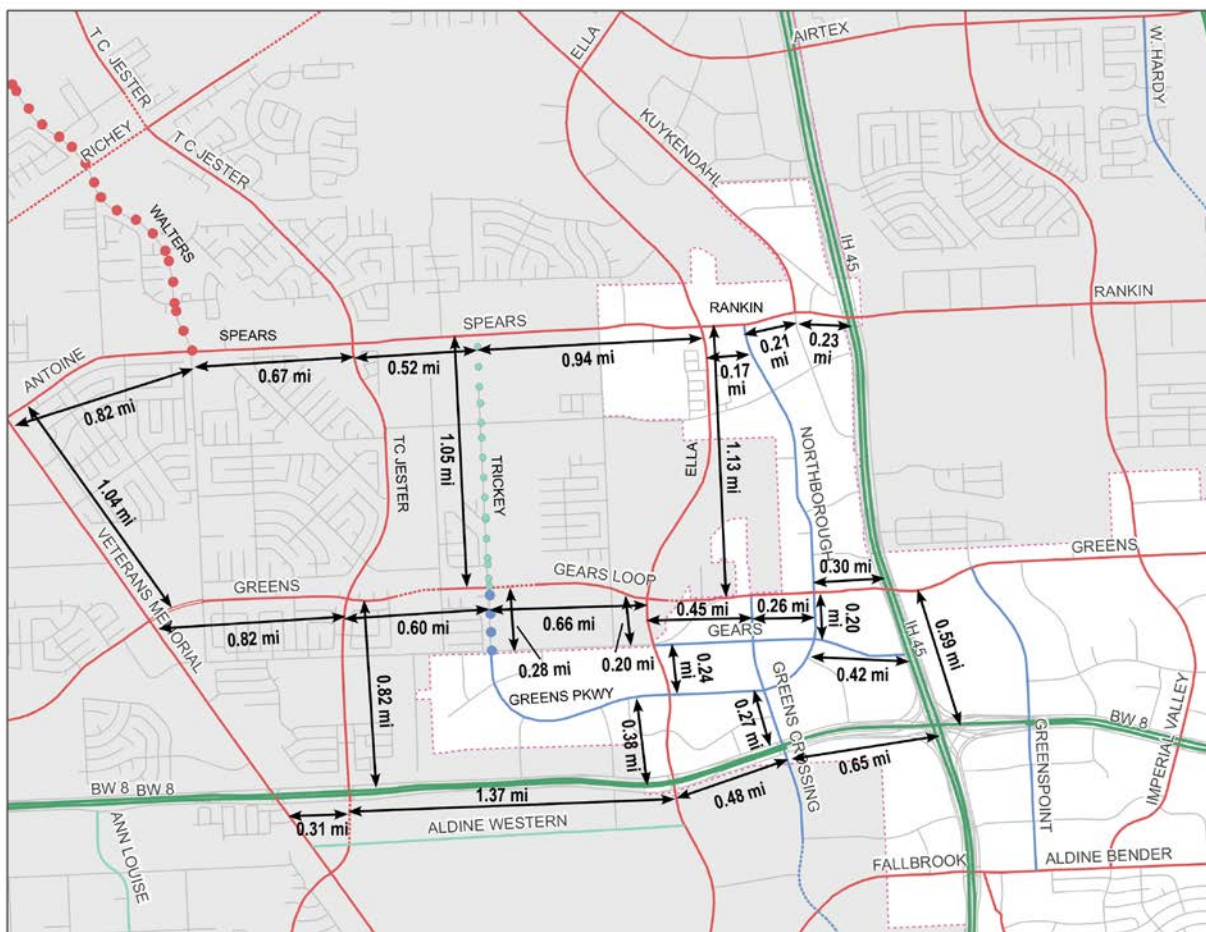 AIRTEX
T C JESTER
ELLA
W. HARDY
KUYKENDAHL
RICHEY
T C JESTER
WALTERS
IH 45
RANKIN
RANKIN
SPEARS
SPEARS
ANTOINE
0.67 mi
0.52 mi
0.94 mi
0.17
mi
0.21
mi
0.23
mi
0.82 mi
1.05 mi
TRICKEY
TC JESTER
ELLA
1.13 mi
NORTHBOROUGH
1.04 mi
VETERANS MEMORIAL
GREENS
GEARS LOOP
GREENS
0.30 mi
0.82 mi
0.60 mi
0.66 mi
0.45 mi
0.26 mi
0.20
mi
GEARS
IH 45
0.59 mi
0.28 mi
0.20 mi
0.24
mi
0.42 mi
0.82 mi
GREENS PKWY
0.38 mi
0.27 mi
GREENS CROSSING
BW 8
GREENSPOINT
IMPERIAL VALLEY
BW 8
BW 8
0.65 mi
1.37 mi
0.48 mi
0.31 mi
ANN LOUISE
ALDINE WESTERN
FALLBROOK
ALDINE BENDER